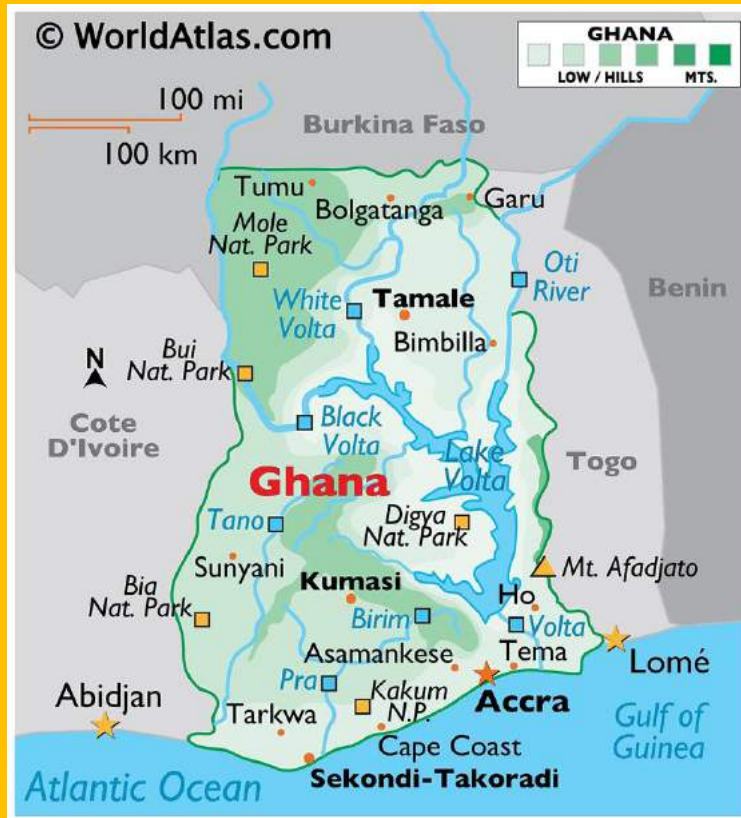 © WorldAtlas.com
GHANA
LOW / HILLS MTS.
100 mi
100 km
Burkina Faso
Tumu
Bolgatanga
Garu
Mole
Nat. Park
Oti
River
White
Volta
Tamale
Benin
Bimbilla
N
Bui
Nat. Park
Cote
D'Ivoire
Black
Volta
Lake
Volta
Togo
Ghana
Tano
Digya
Nat. Park
Sunyani
Mt. Afadjato
Bia
Nat. Park
Kumasi
Ho
Birim
Volta
Asamankese
Tema
Lomé
Pra
Kakum
N.P.
Accra
Abidjan
Tarkwa
Cape Coast
Gulf of
Guinea
Sekondi-Takoradi
Atlantic Ocean